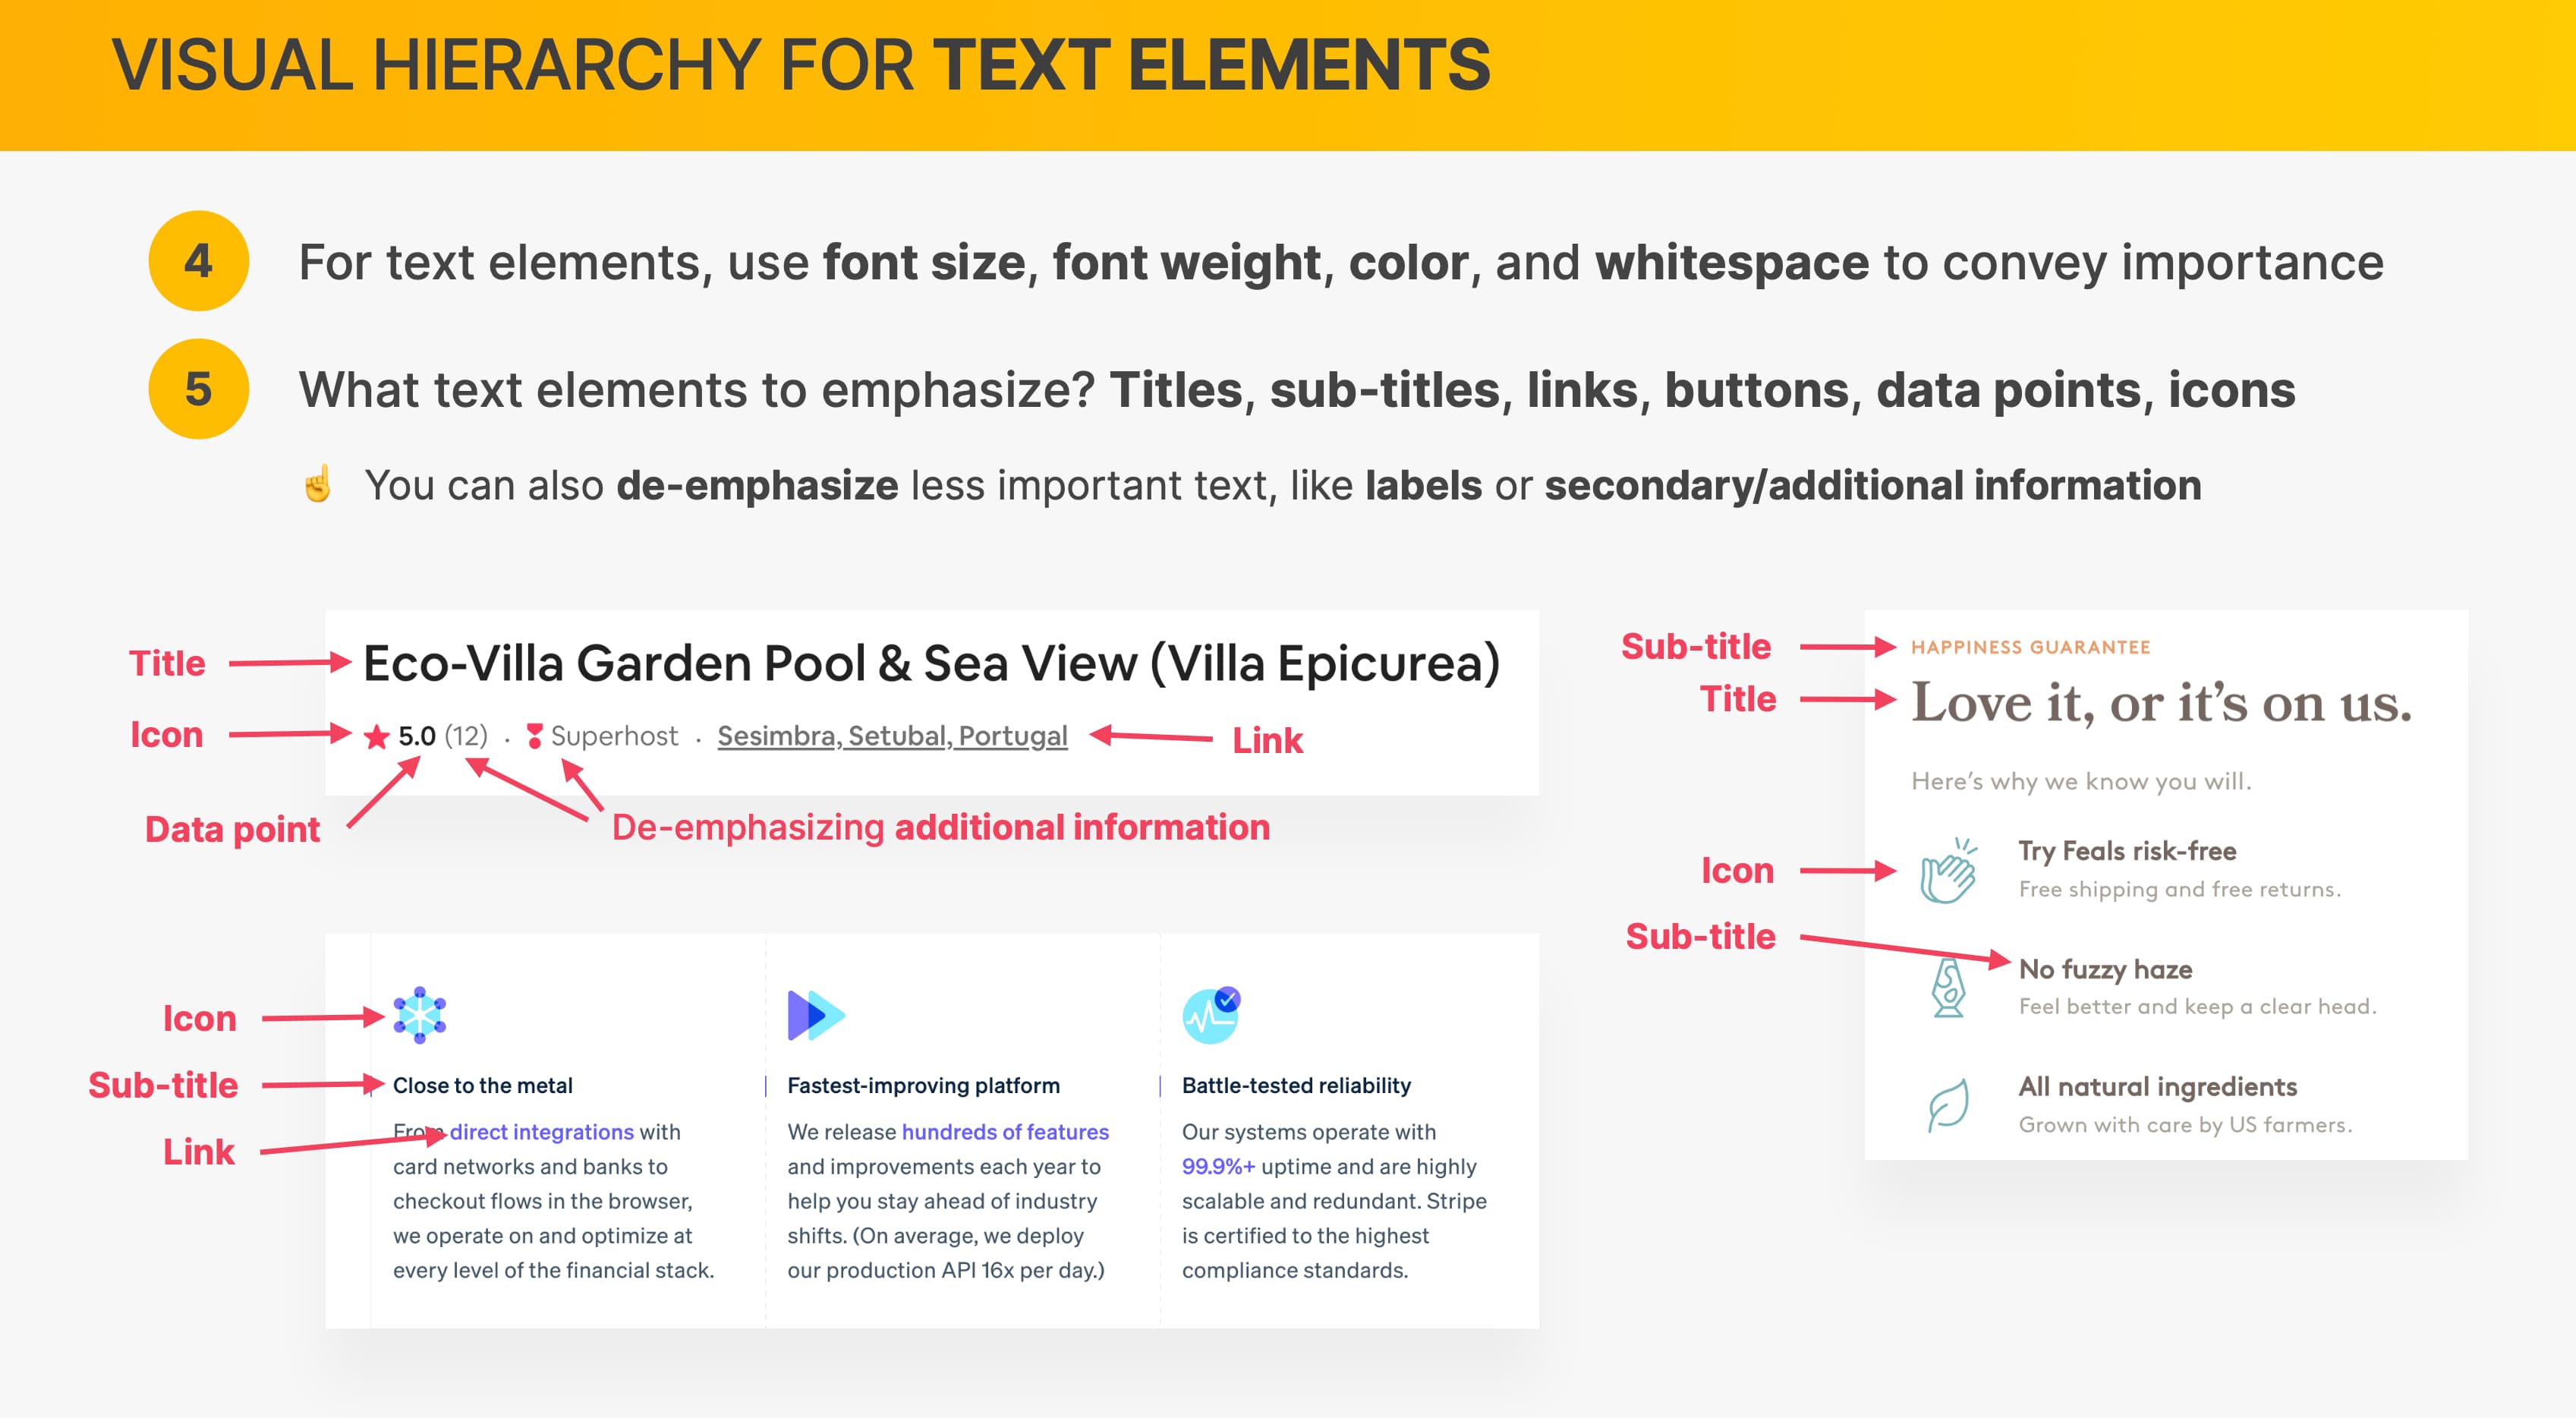 VISUAL HIERARCHY FOR TEXT ELEMENTS
4
For text elements, use font size, font weight, color, and whitespace to convey importance
5
What text elements to emphasize? Titles, sub-titles, links, buttons, data points, icons
☝ You can also de-emphasize less important text, like labels or secondary/additional information
Title
Eco-Villa Garden Pool & Sea View (Villa Epicurea)
Icon
5.0 (12) · Superhost · Sesimbra, Setubal, Portugal
Link
Data point
De-emphasizing additional information
Icon
Sub-title
Close to the metal
Link
From direct integrations with
card networks and banks to
checkout flows in the browser,
we operate on and optimize at
every level of the financial stack.
Fastest-improving platform
We release hundreds of features
and improvements each year to
help you stay ahead of industry
shifts. (On average, we deploy
our production API 16x per day.)
Battle-tested reliability
Our systems operate with
99.9%+ uptime and are highly
scalable and redundant. Stripe
is certified to the highest
compliance standards.
Sub-title
HAPPINESS GUARANTEE
Title
Love it, or it’s on us.
Here’s why we know you will.
Icon
Try Feals risk-free
Free shipping and free returns.
Sub-title
No fuzzy haze
Feel better and keep a clear head.
All natural ingredients
Grown with care by US farmers.